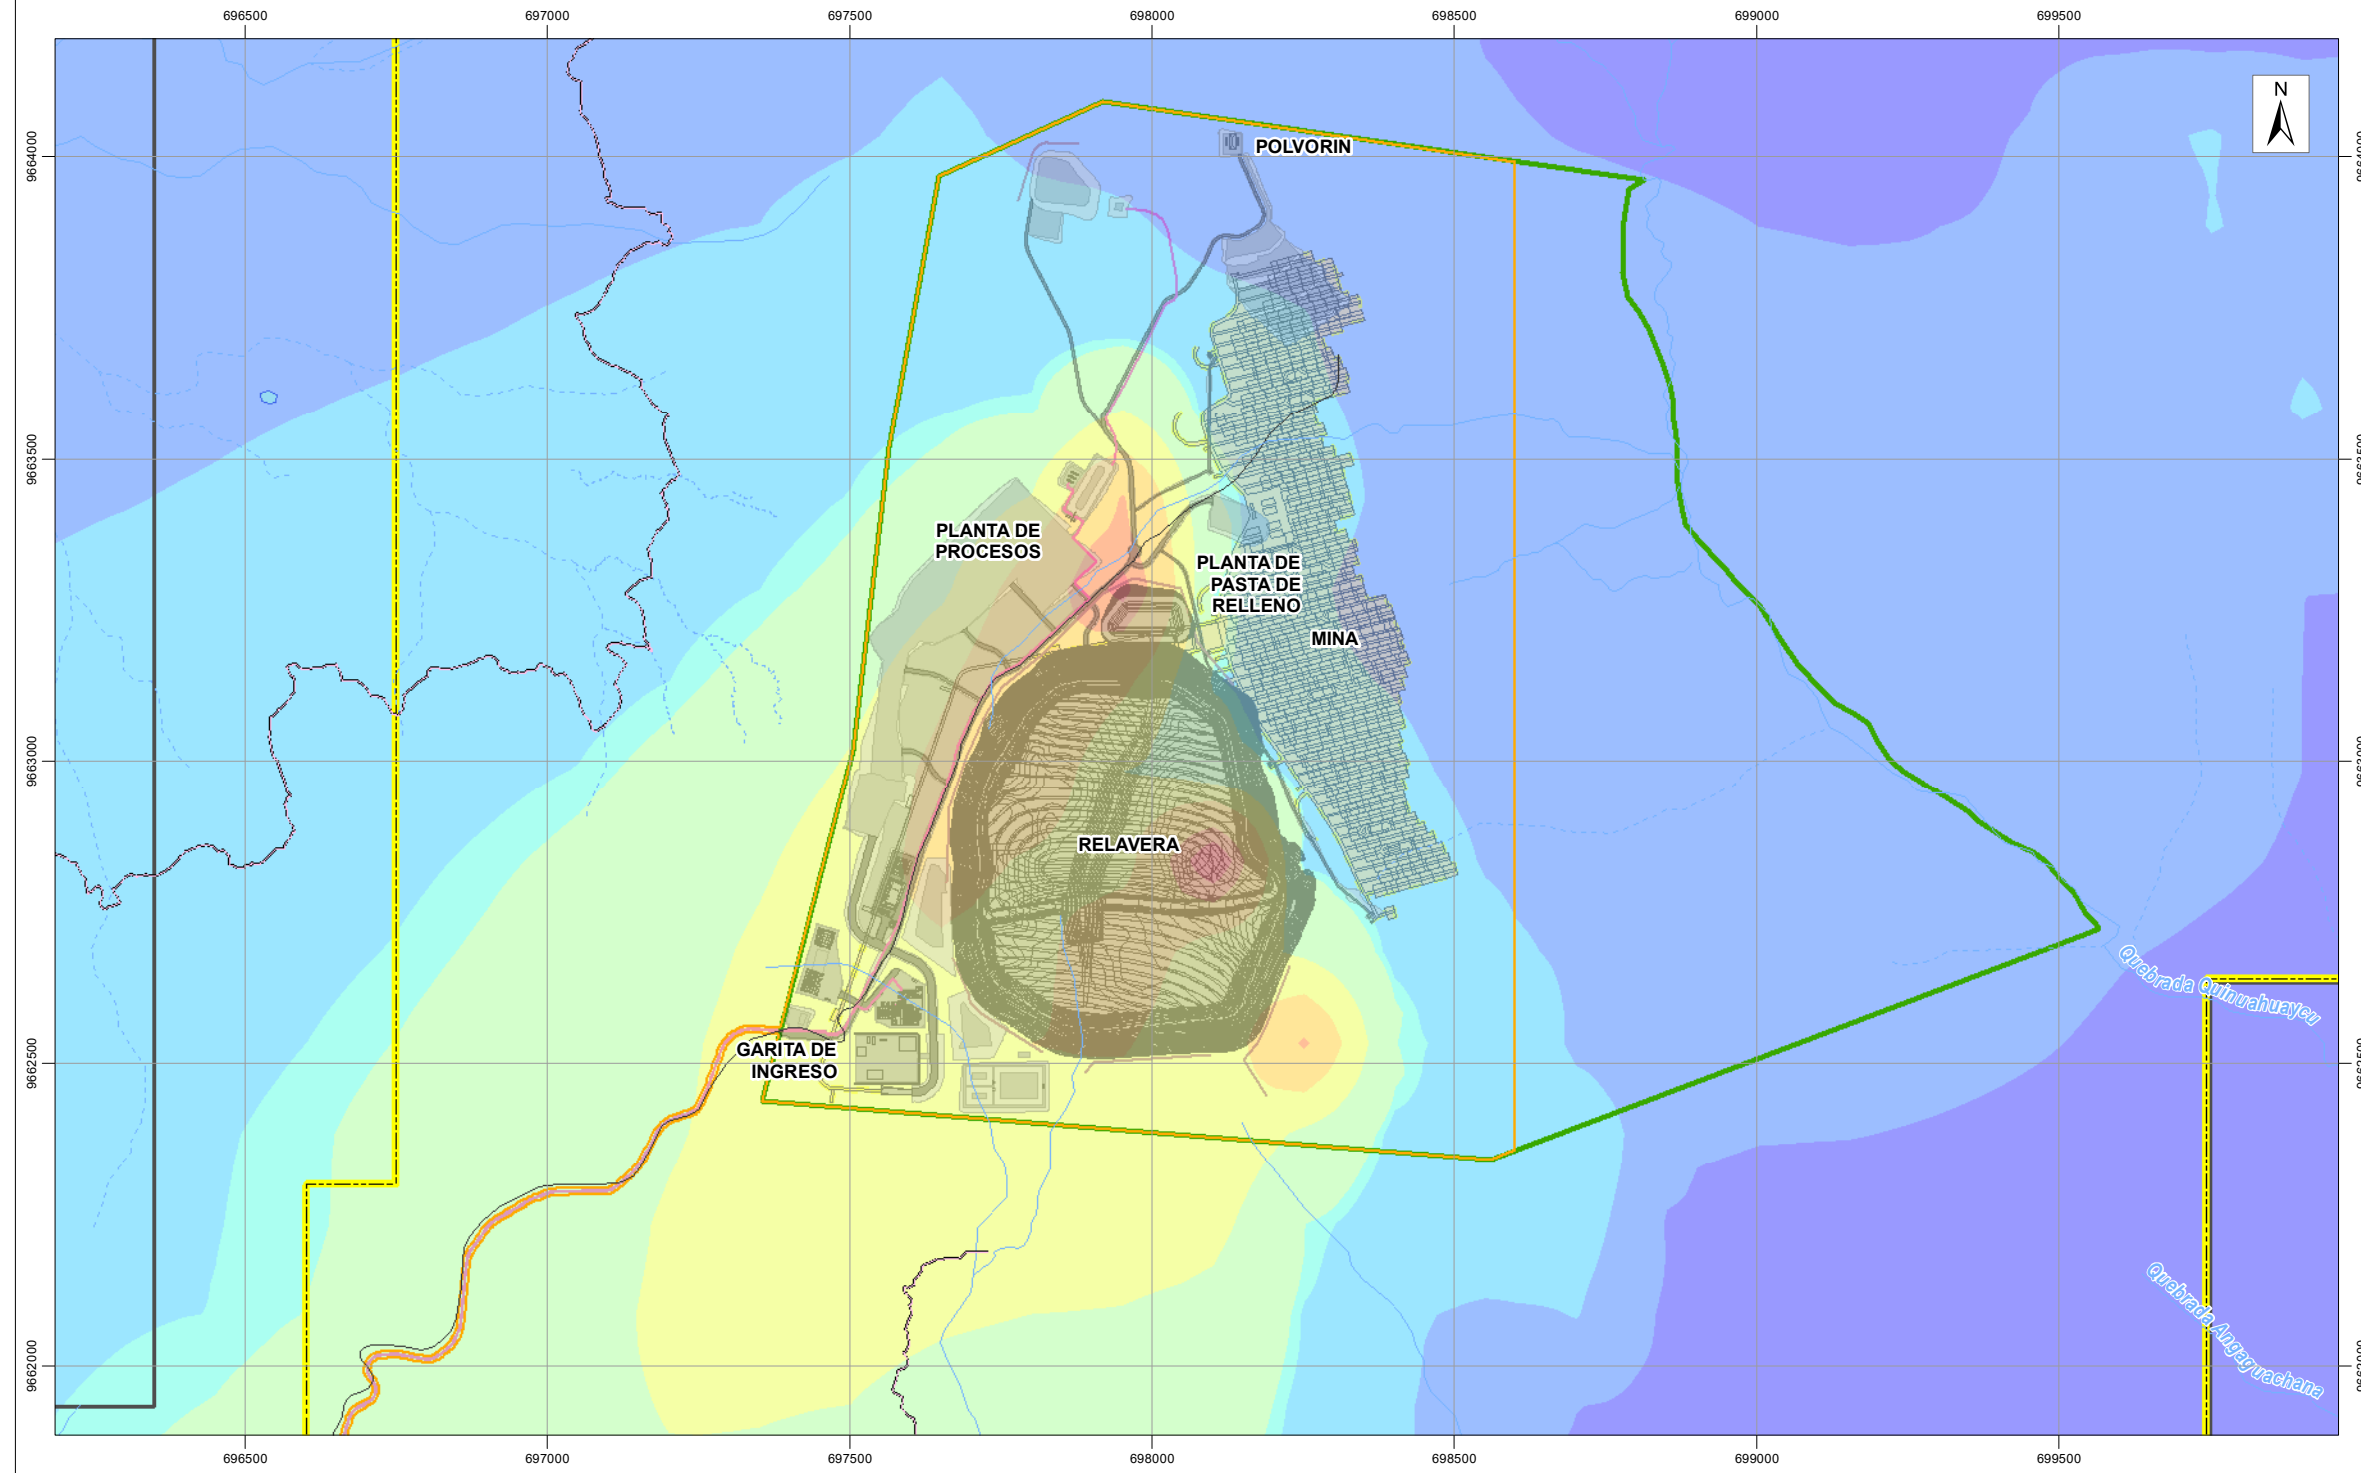 696500 697000 697500 698000 698500 699000 699500
N
9664000
POLVORIN
9663500
PLANTA DE
PROCESOS
PLANTA DE
PASTA DE
RELLENO
MINA
9663000
RELAVERA
Quebrada Quinuahuaycu
GARITA DE
INGRESO
9662500
Quebrada Angaguachana
9662000
696500 697000 697500 698000 698500 699000 699500